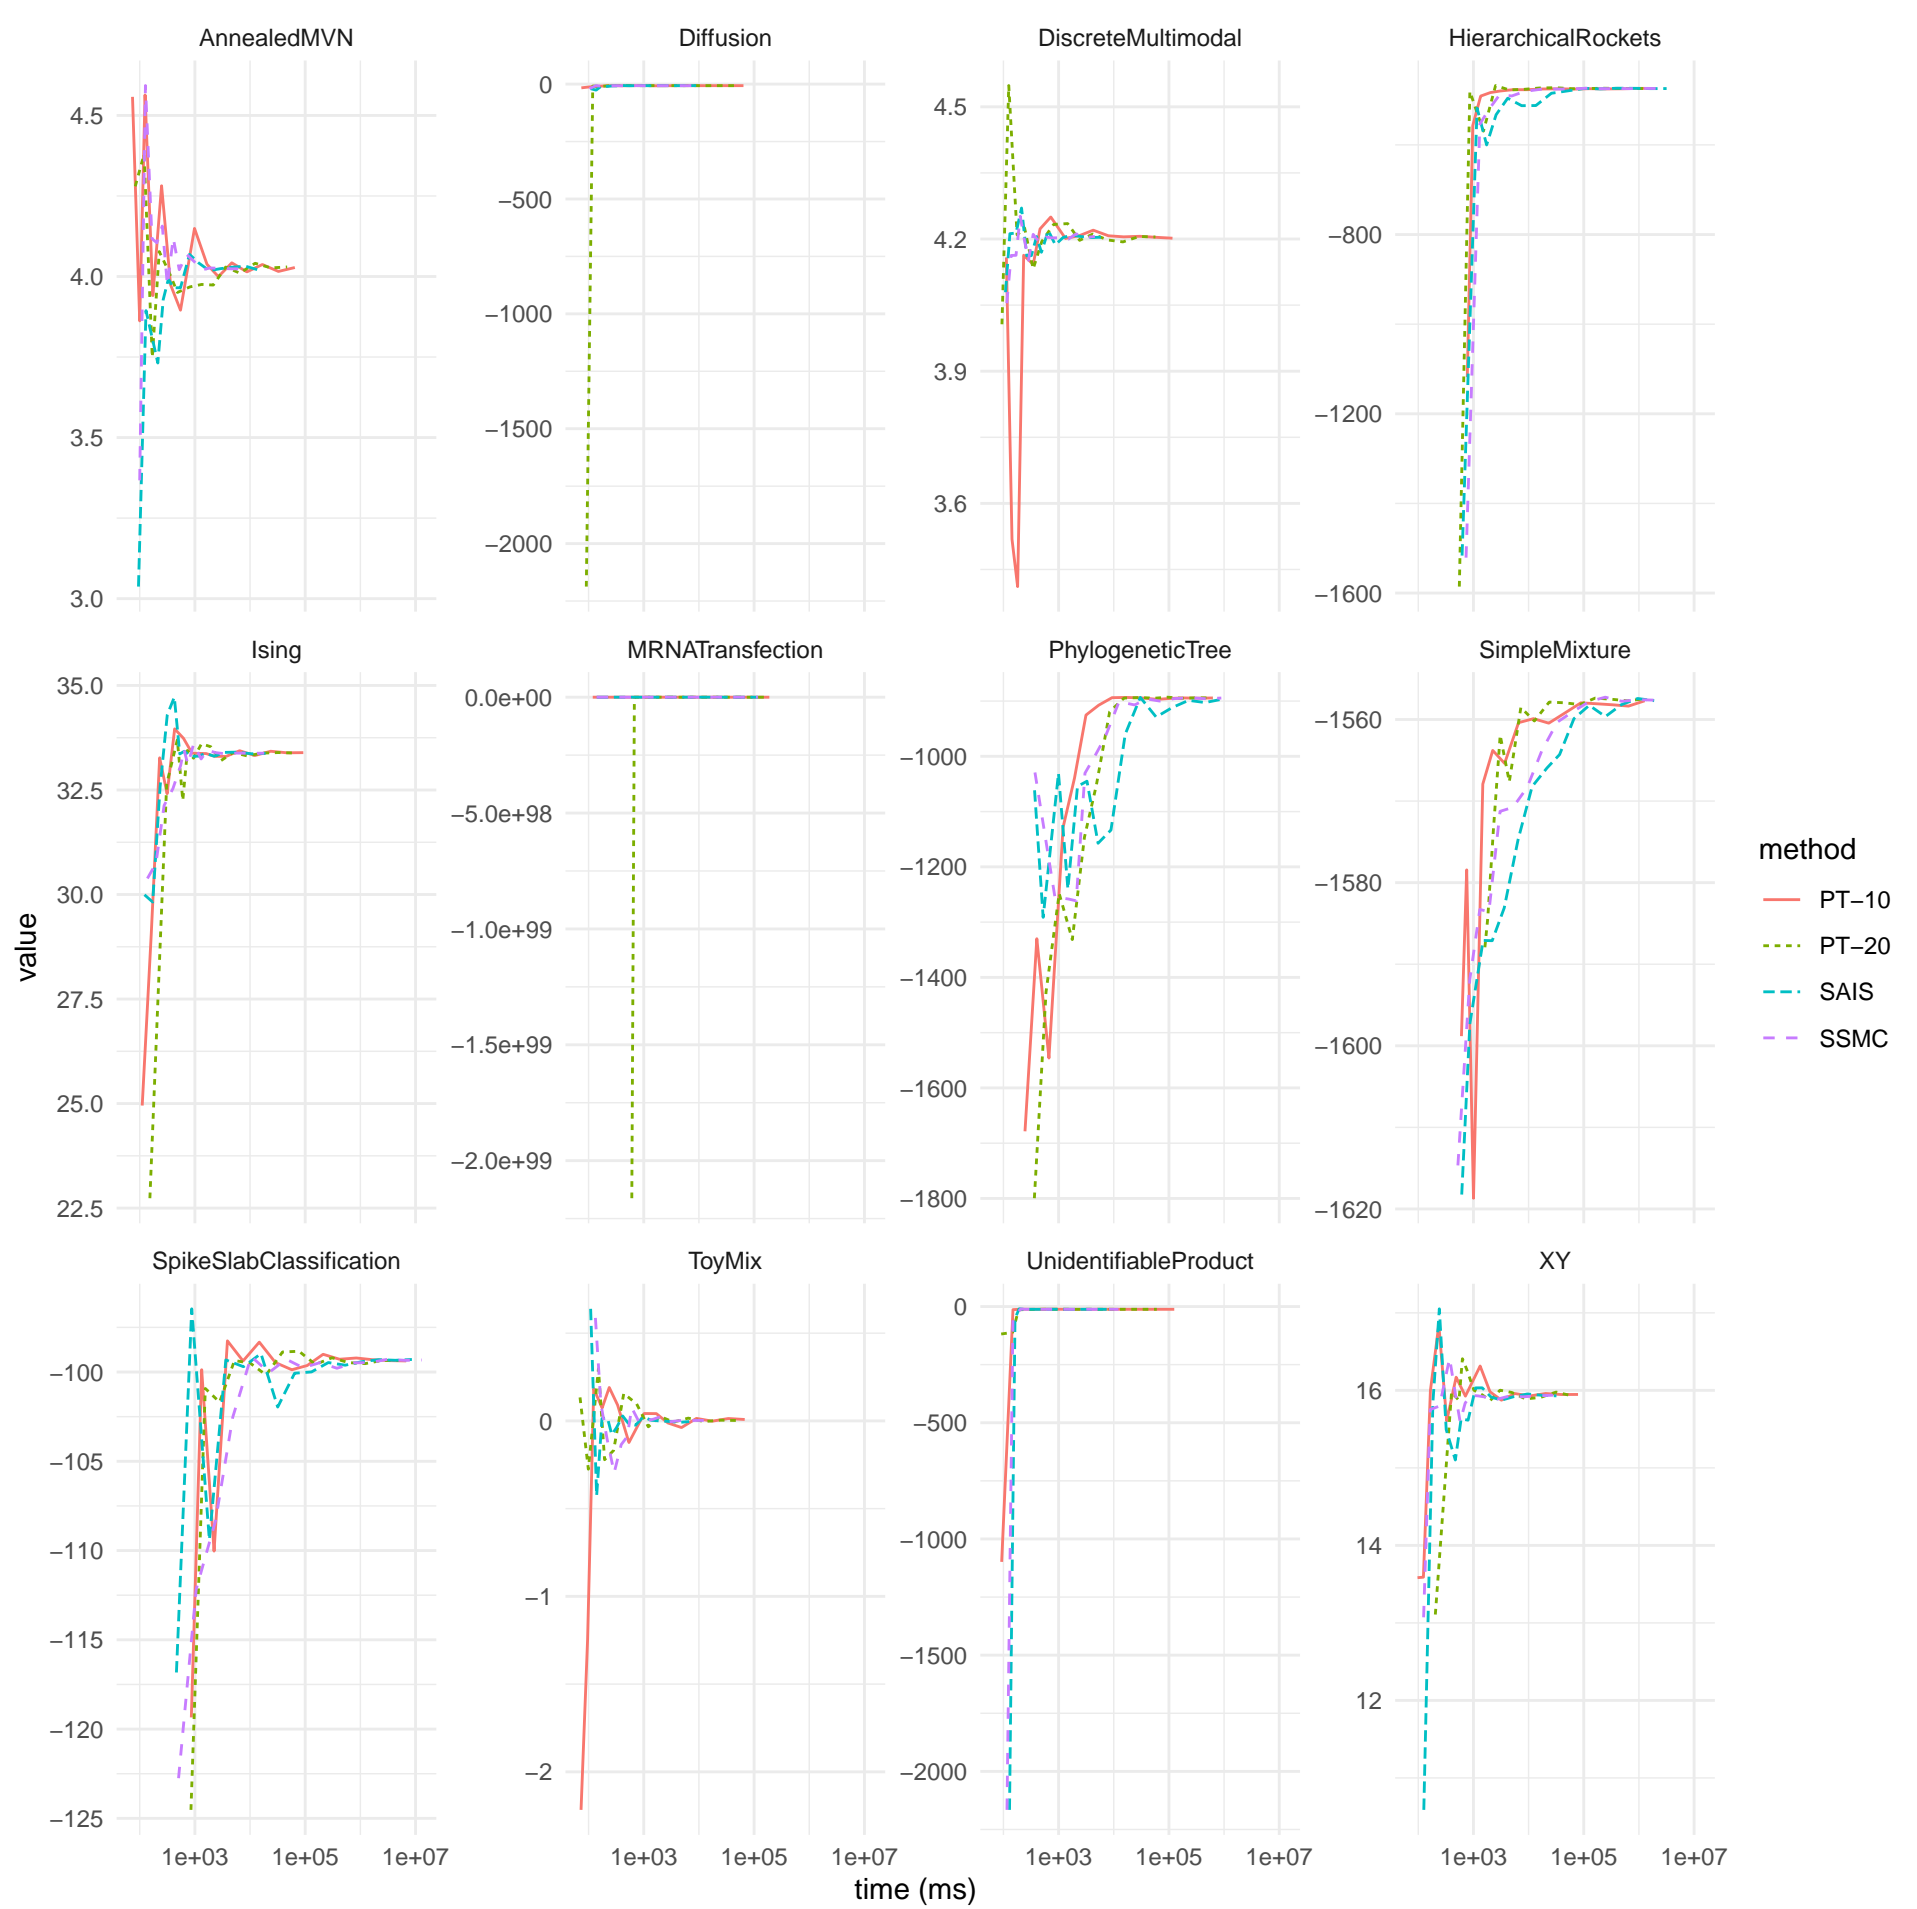 AnnealedMVN
Diffusion
DiscreteMultimodal
HierarchicalRockets
4.5
4.0
3.5
3.0
0
−500
−1000
−1500
−2000
4.5
4.2
3.9
3.6
−800
−1200
−1600
Ising
MRNATransfection
PhylogeneticTree
SimpleMixture
35.0
32.5
30.0
27.5
25.0
22.5
0.0e+00
−5.0e+98
−1.0e+99
−1.5e+99
−2.0e+99
−1000
−1200
−1400
−1600
−1800
−1560
−1580
−1600
−1620
SpikeSlabClassification
ToyMix
UnidentifiableProduct
XY
−100
−105
−110
−115
−120
−125
0
−1
−2
0
−500
−1000
−1500
−2000
16
14
12
1e+03 1e+05 1e+07
1e+03 1e+05 1e+07
1e+03 1e+05 1e+07
1e+03 1e+05 1e+07
time (ms)
value
method
PT−10
PT−20
SAIS
SSMC